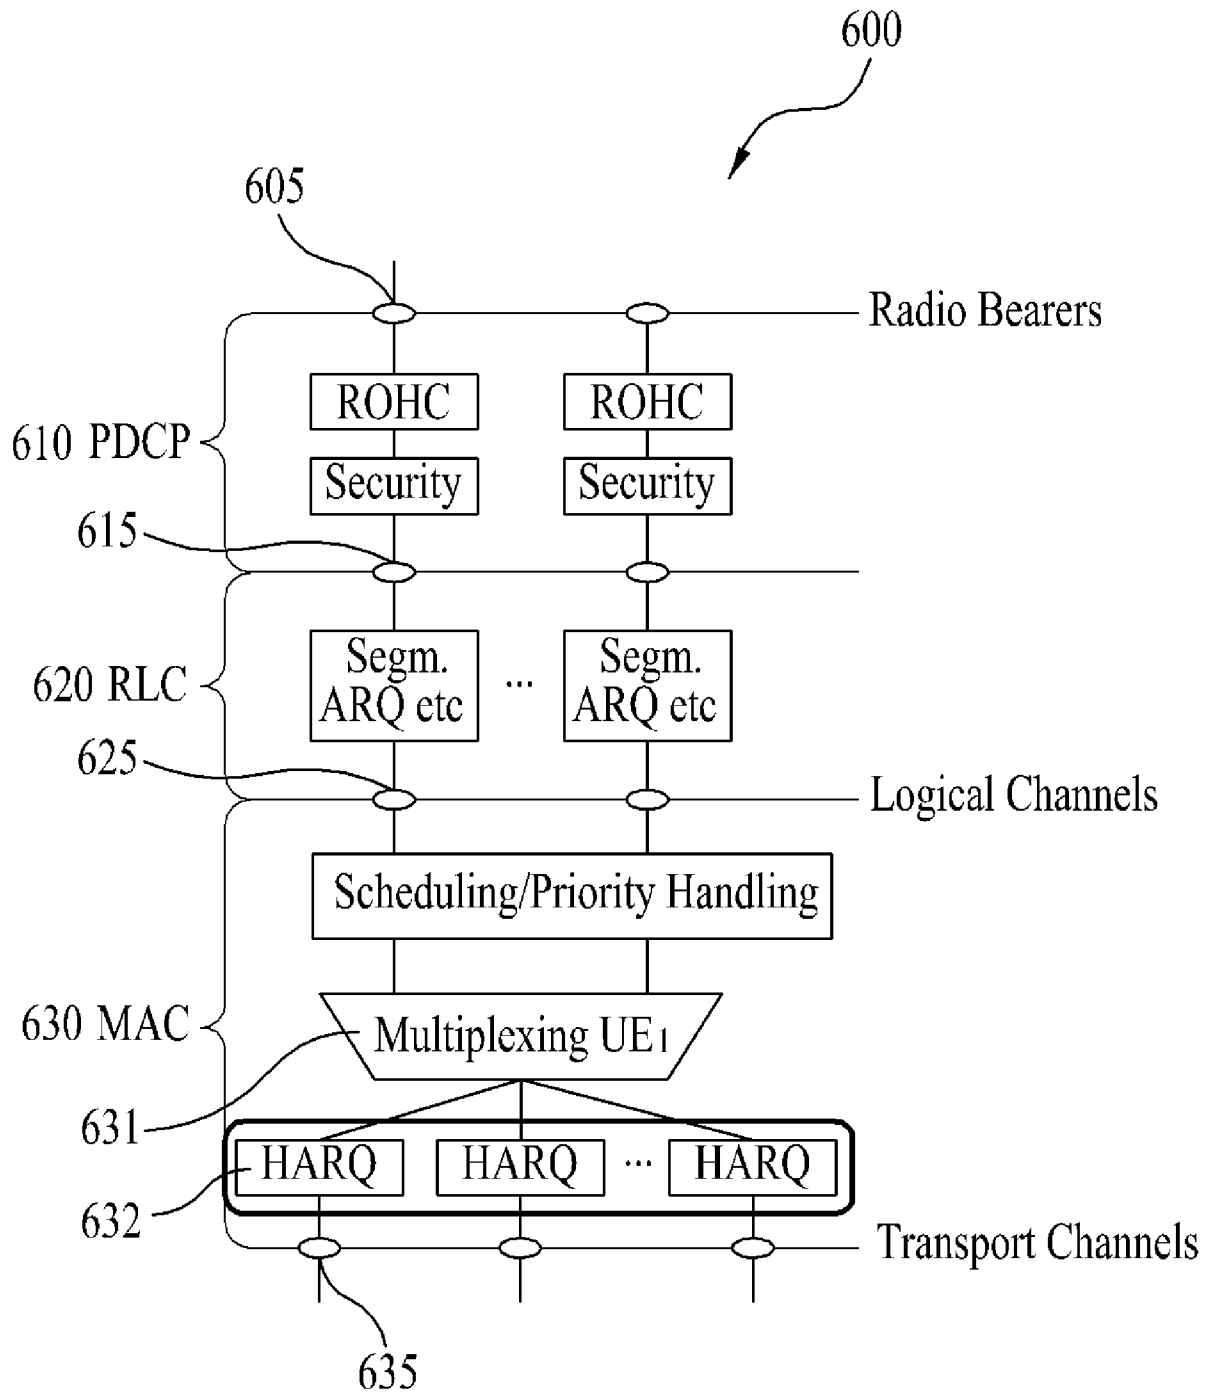 600
605
Radio Bearers
ROHC ROHC
610 PDCP
Security Security
615
Segm. Segm.
ARQ etc ... ARQ etc
620 RLC
625
Logical Channels
Scheduling/Priority Handling
630 MAC
Multiplexing UE1
631
HARQ HARQ ... HARQ
632
Transport Channels
635